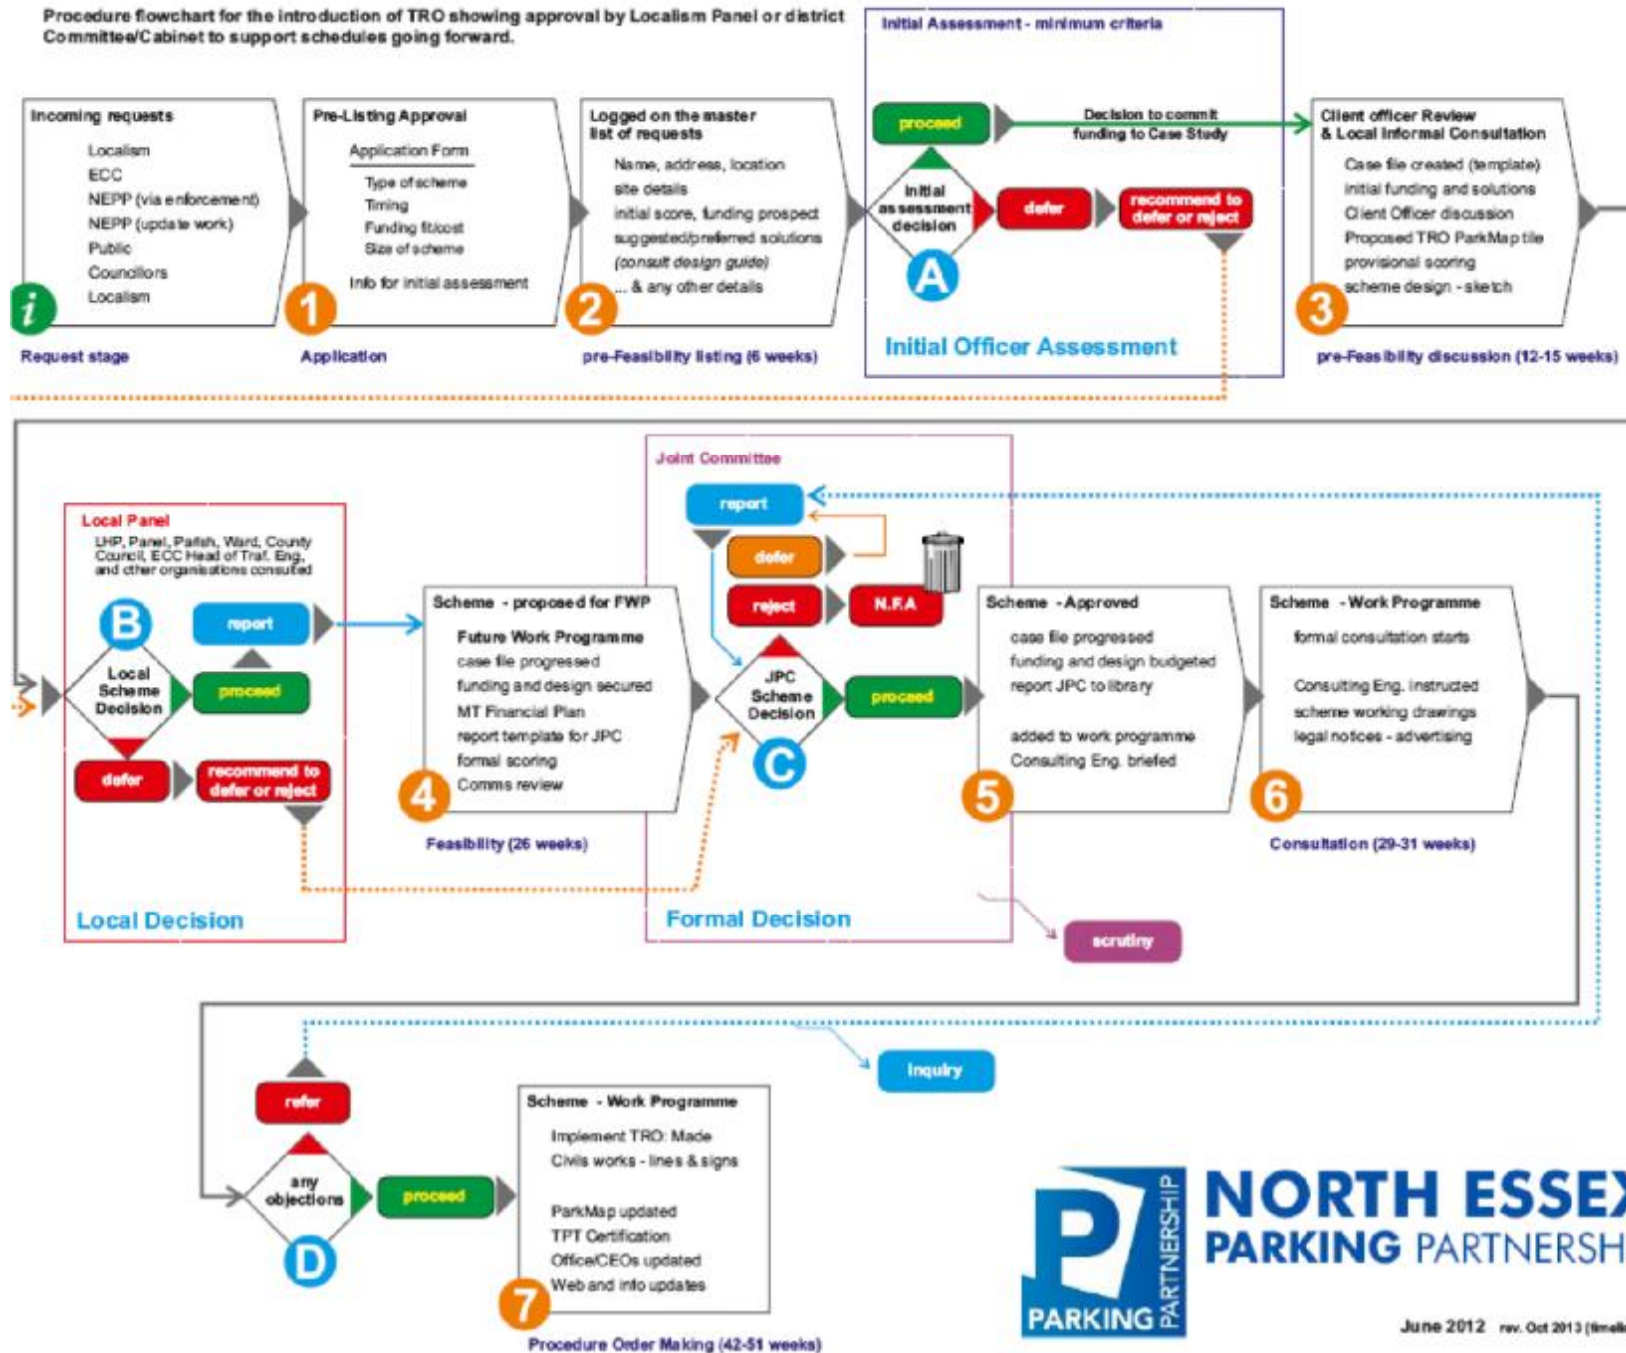 Procedure flowchart for the introduction of TRO showing approval by Localism Panel or district
Committee/Cabinet to support schedules going forward.
Incoming requests
Localism
ECC
NEPP (via enforcement)
NEPP (update work)
Public
Councillors
Localism
i
Request stage
Pre-Listing Approval
Application Form
Type of scheme
Timing
Funding fit/cost
Size of scheme
Info for initial assessment
1
Application
Logged on the master
list of requests
Name, address, location
site details
initial score, funding prospect
suggested/preferred solutions
(consult design guide)
... & any other details
2
pre-Feasibility listing (6 weeks)
Initial Assessment - minimum criteria
proceed
Decision to commit
funding to Case Study
initial
assessment
decision
defer
recommend to
defer or reject
A
Initial Officer Assessment
Client officer Review
& Local Informal Consultation
Case file created (template)
initial funding and solutions
Client Officer discussion
Proposed TRO ParkMap tile
provisional scoring
scheme design - sketch
3
pre-Feasibility discussion (12-15 weeks)
Local Panel
LHP, Panel, Parish, Ward, County
Council, ECC Head of Traf. Eng,
and other organisations consulted
B
report
Local
Scheme
Decision
proceed
defer
recommend to
defer or reject
Local Decision
Scheme - proposed for FWP
Future Work Programme
case file progressed
funding and design secured
MT Financial Plan
report template for JPC
formal scoring
Comms review
4
Feasibility (26 weeks)
Joint Committee
report
defer
reject
N.F.A
JPC
Scheme
Decision
proceed
C
Formal Decision
scrutiny
Scheme - Approved
case file progressed
funding and design budgeted
report JPC to library
added to work programme
Consulting Eng. briefed
5
Scheme - Work Programme
formal consultation starts
Consulting Eng. instructed
scheme working drawings
legal notices - advertising
6
Consultation (29-31 weeks)
inquiry
refer
any
objections
proceed
D
Scheme - Work Programme
Implement TRO: Made
Civils works - lines & signs
ParkMap updated
TPT Certification
Office/CEOs updated
Web and info updates
7
Procedure Order Making (42-51 weeks)
P
PARKING
PARTNERSHIP
NORTH ESSEX
PARKING PARTNERSH
June 2012 rev. Oct 2013